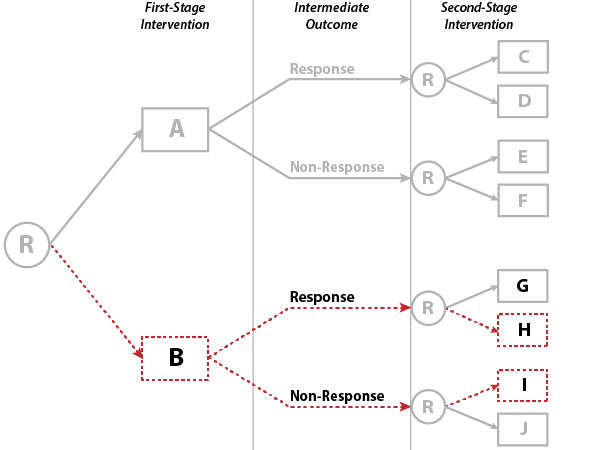 First-Stage
Intervention
Intermediate
Outcome
Second-Stage
Intervention
Response
R
C
D
A
Non-Response
R
E
F
R
Response
R
G
H
B
Non-Response
R
I
J